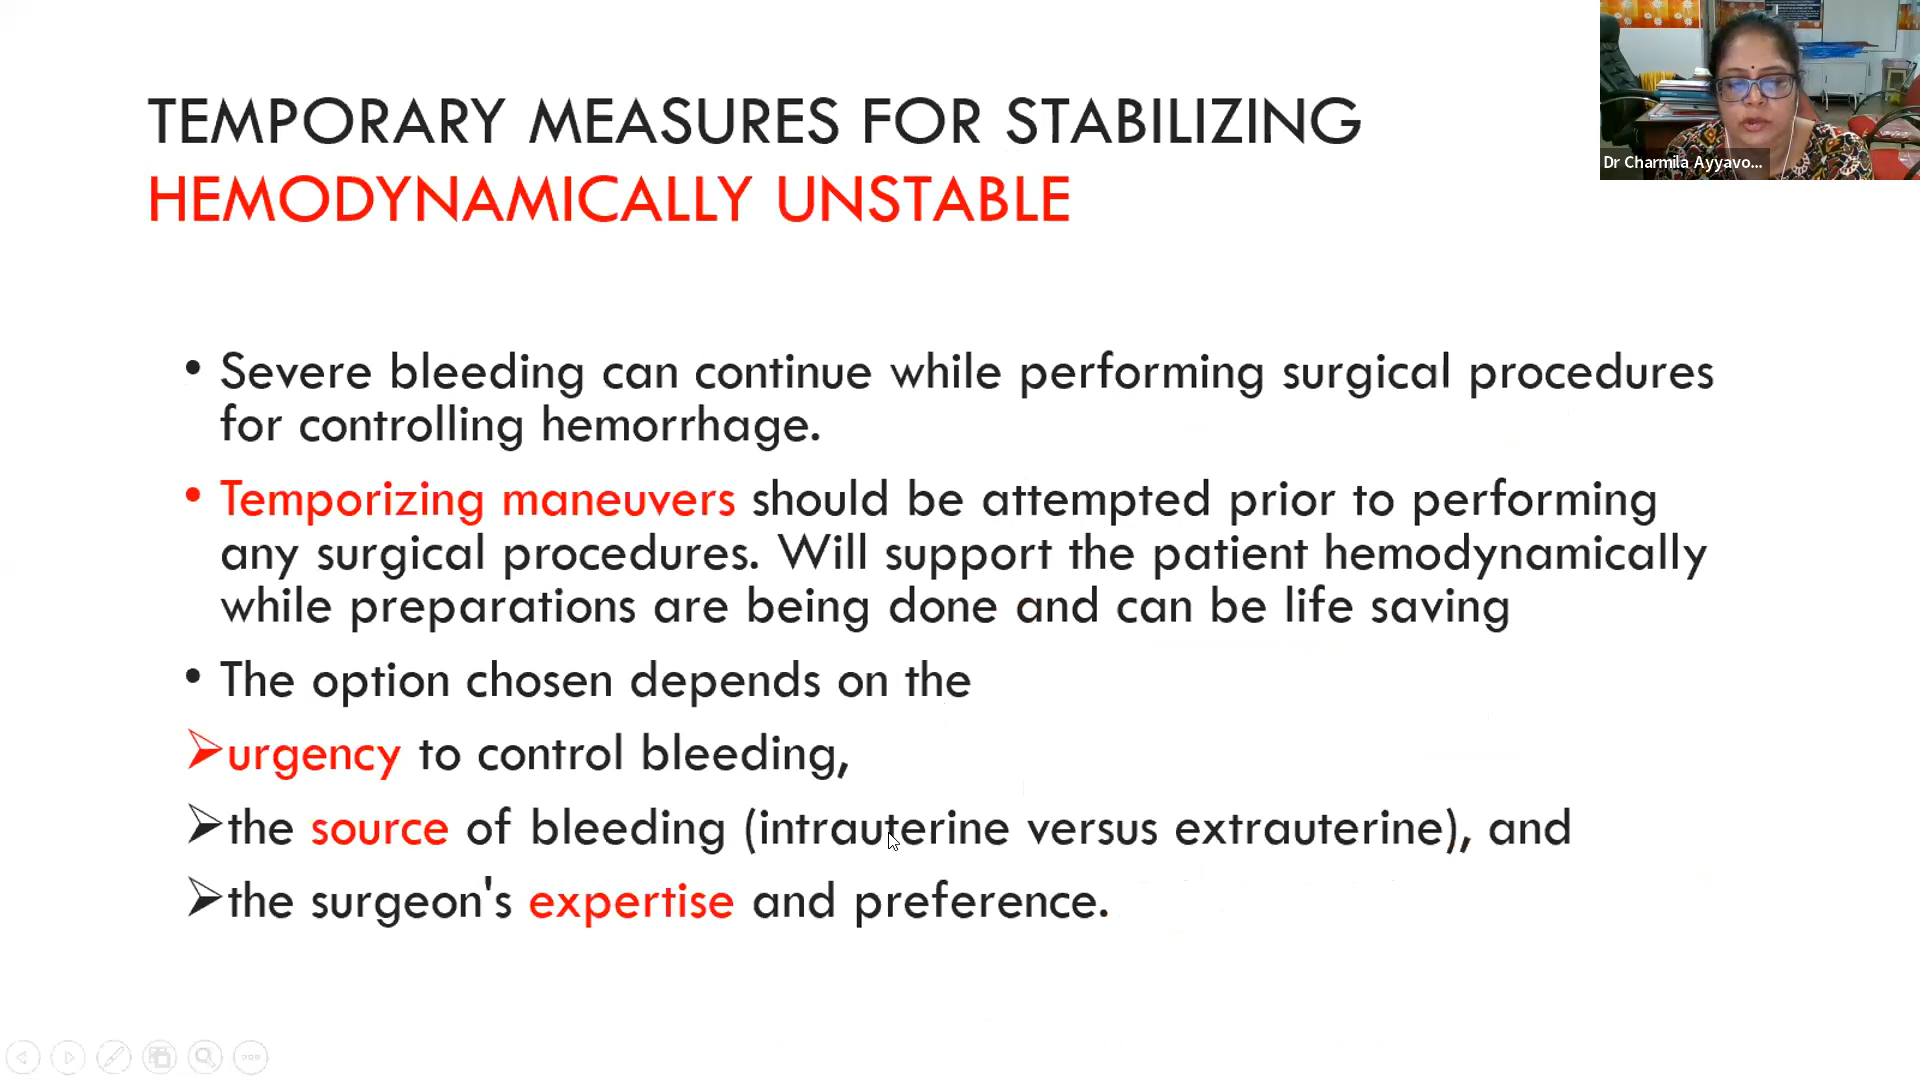 TEMPORARY MEASURES FOR STABILIZING
HEMODYNAMICALLY UNSTABLE
• Severe bleeding can continue while performing surgical procedures
for controlling hemorrhage.
• Temporizing maneuvers should be attempted prior to performing
any surgical procedures. Will support the patient hemodynamically
while preparations are being done and can be life saving
• The option chosen depends on the
➢urgency to control bleeding,
➢the source of bleeding (intrauterine versus extrauterine), and
➢the surgeon's expertise and preference.
Dr Charmila Ayyavo...